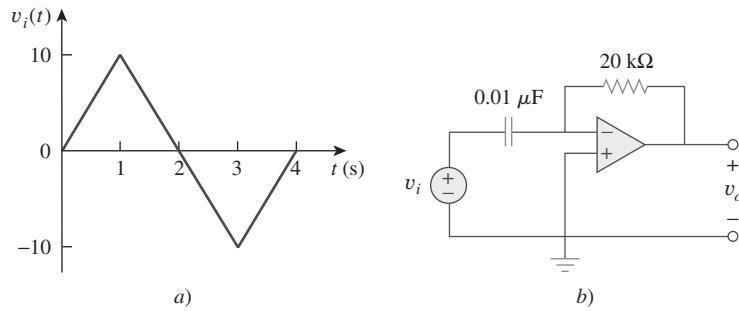 v_i(t)
10
0
−10
1
2
3
4
t (s)
a)
20 kΩ
0.01 μF
−
+
v_i
+
−
+
v_o
−
b)